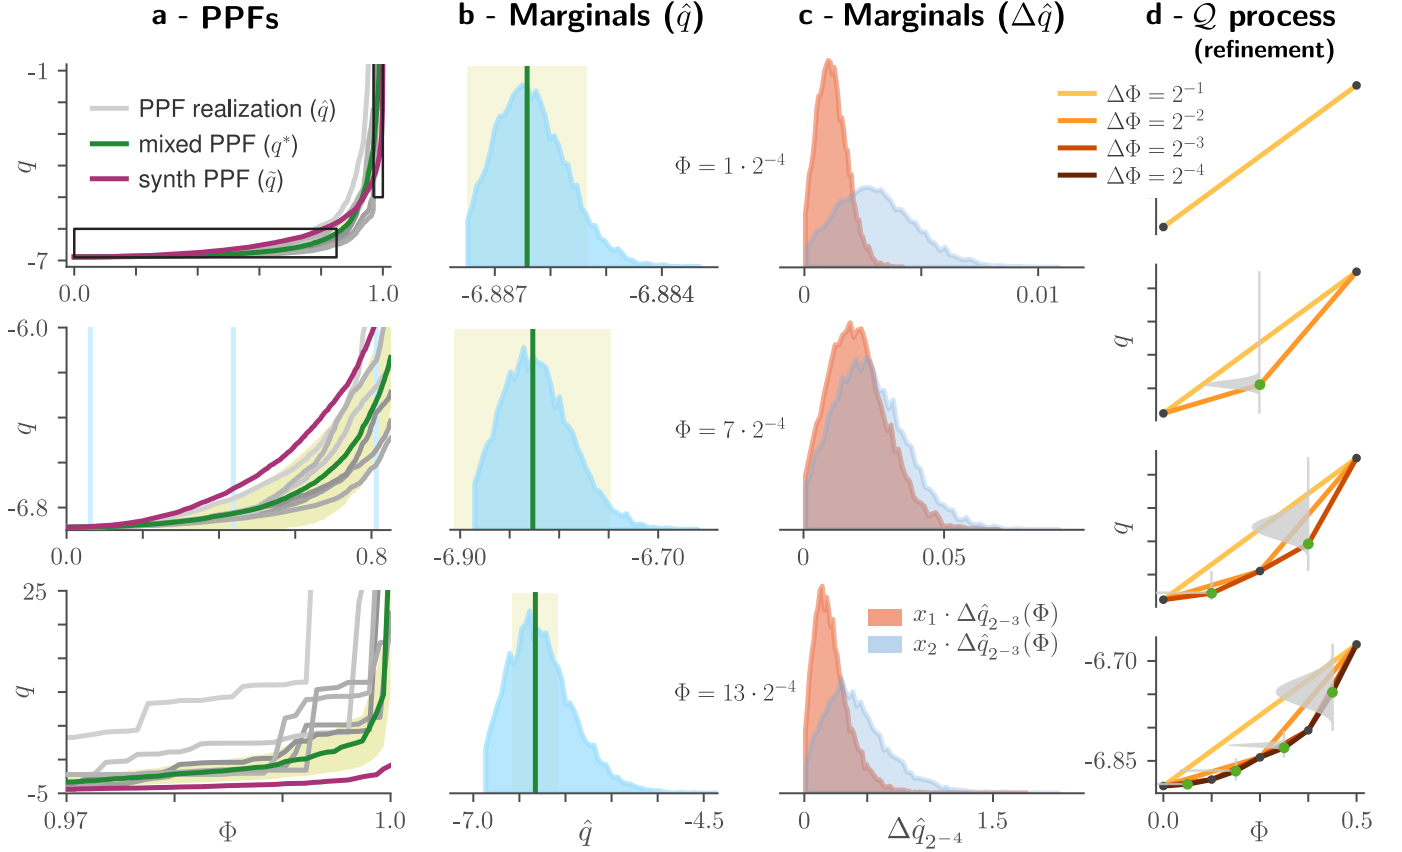 a - PPFs
b - Marginals (q̂)
c - Marginals (Δq̂)
d - 𝒬 process
(refinement)
-1
q
-7
PPF realization (q̂)
mixed PPF (q*)
synth PPF (q̃)
0.0
1.0
-6.887
-6.884
Φ = 1 · 2⁻⁴
0
0.01
ΔΦ = 2⁻¹
ΔΦ = 2⁻²
ΔΦ = 2⁻³
ΔΦ = 2⁻⁴
q
-6.0
q
-6.8
0.0
0.8
-6.90
-6.70
Φ = 7 · 2⁻⁴
0
0.05
q
25
q
-5
0.97
Φ
1.0
-7.0
q̂
-4.5
Φ = 13 · 2⁻⁴
x₁ · Δq̂₂₋₃(Φ)
x₂ · Δq̂₂₋₃(Φ)
0
Δq̂₂₋₄
1.5
-6.70
-6.85
0.0
Φ
0.5